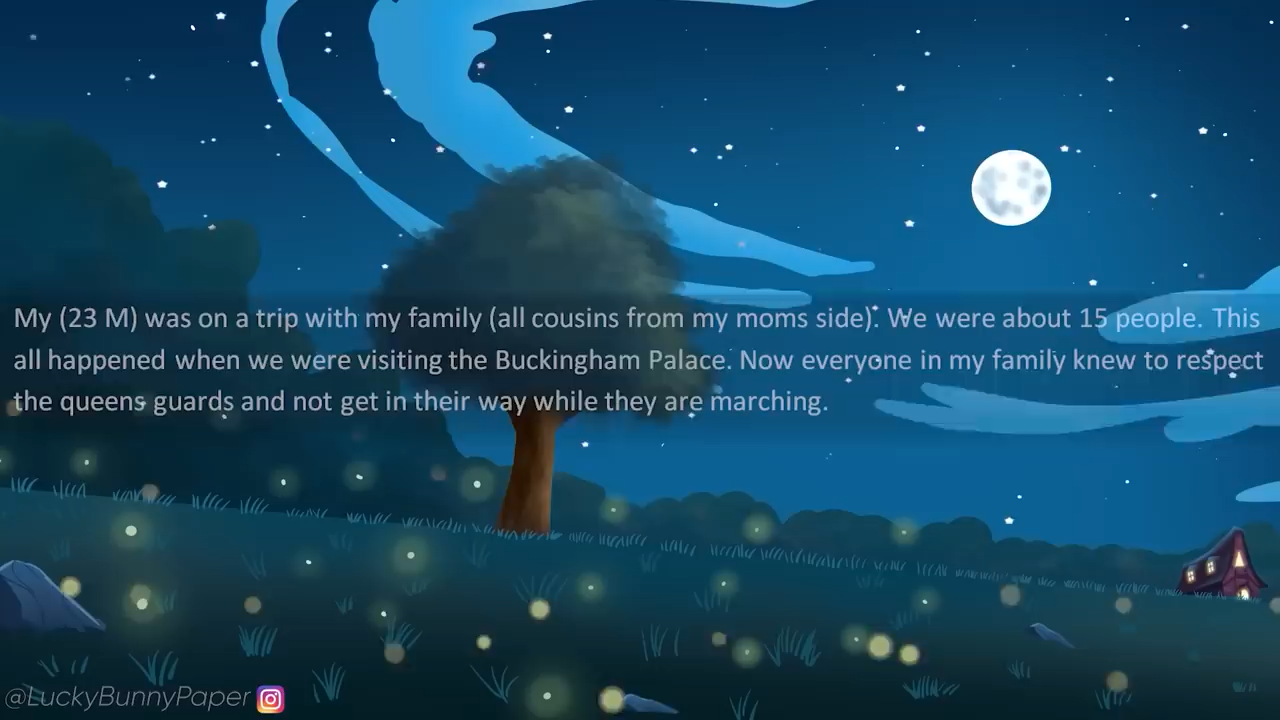 My (23 M) was on a trip with my family (all cousins from my moms side). We were about 15 people. This
all happened when we were visiting the Buckingham Palace. Now everyone in my family knew to respect
the queens guards and not get in their way while they are marching.
@LuckyBunnyPaper